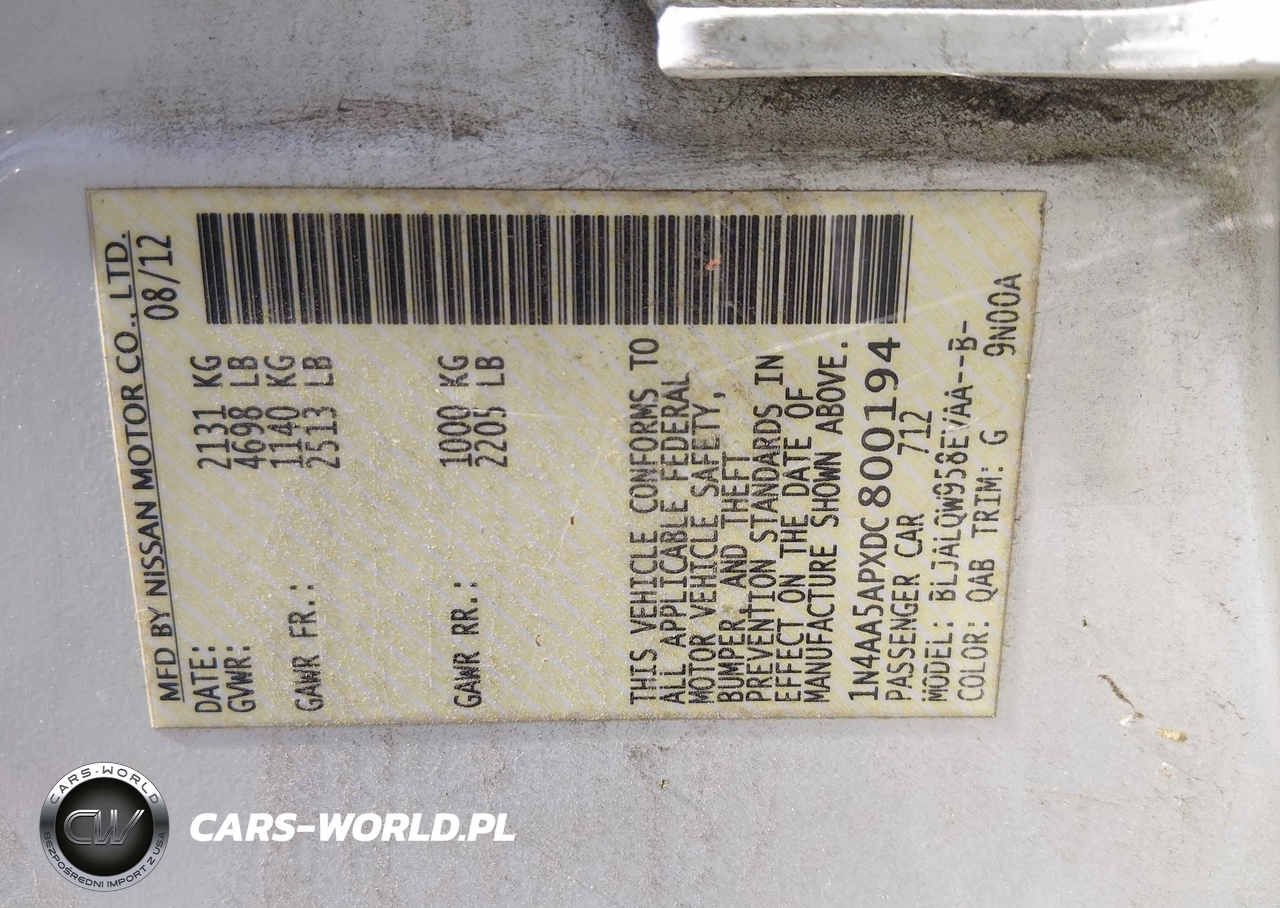 MFD BY NISSAN MOTOR CO., LTD.
DATE: 08/12
GVWR: 2131 KG
4698 LB
GAWR FR.: 1140 KG
2513 LB
GAWR RR.: 1000 KG
2205 LB
THIS VEHICLE CONFORMS TO
ALL APPLICABLE FEDERAL
MOTOR VEHICLE SAFETY,
BUMPER, AND THEFT
PREVENTION STANDARDS IN
EFFECT ON THE DATE OF
MANUFACTURE SHOWN ABOVE.
1N4AA5APXDC800194
PASSENGER CAR 712
MODEL: BLJALQW958EVAA--B-
COLOR: QAB TRIM: G 9N00A
CARS-WORLD
CW
BEZPOŚREDNI IMPORT Z USA
CARS-WORLD.PL